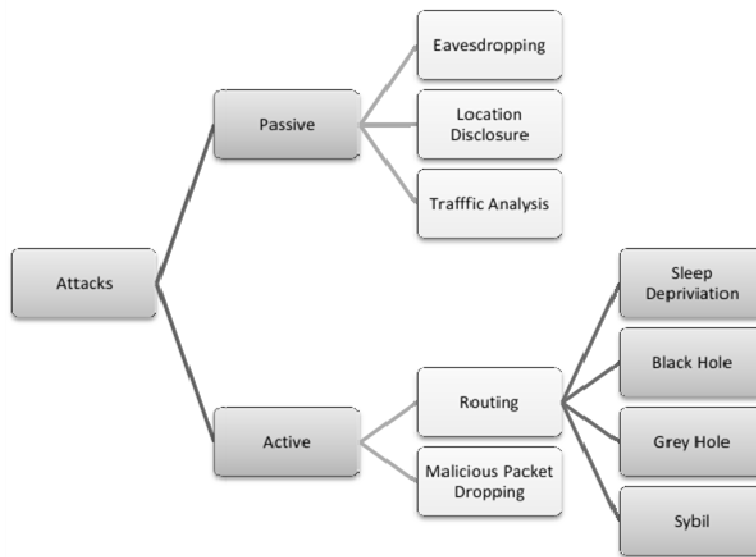 Eavesdropping
Passive
Location
Disclosure
Trafffic Analysis
Attacks
Sleep
Depriviation
Black Hole
Routing
Active
Grey Hole
Malicious Packet
Dropping
Sybil